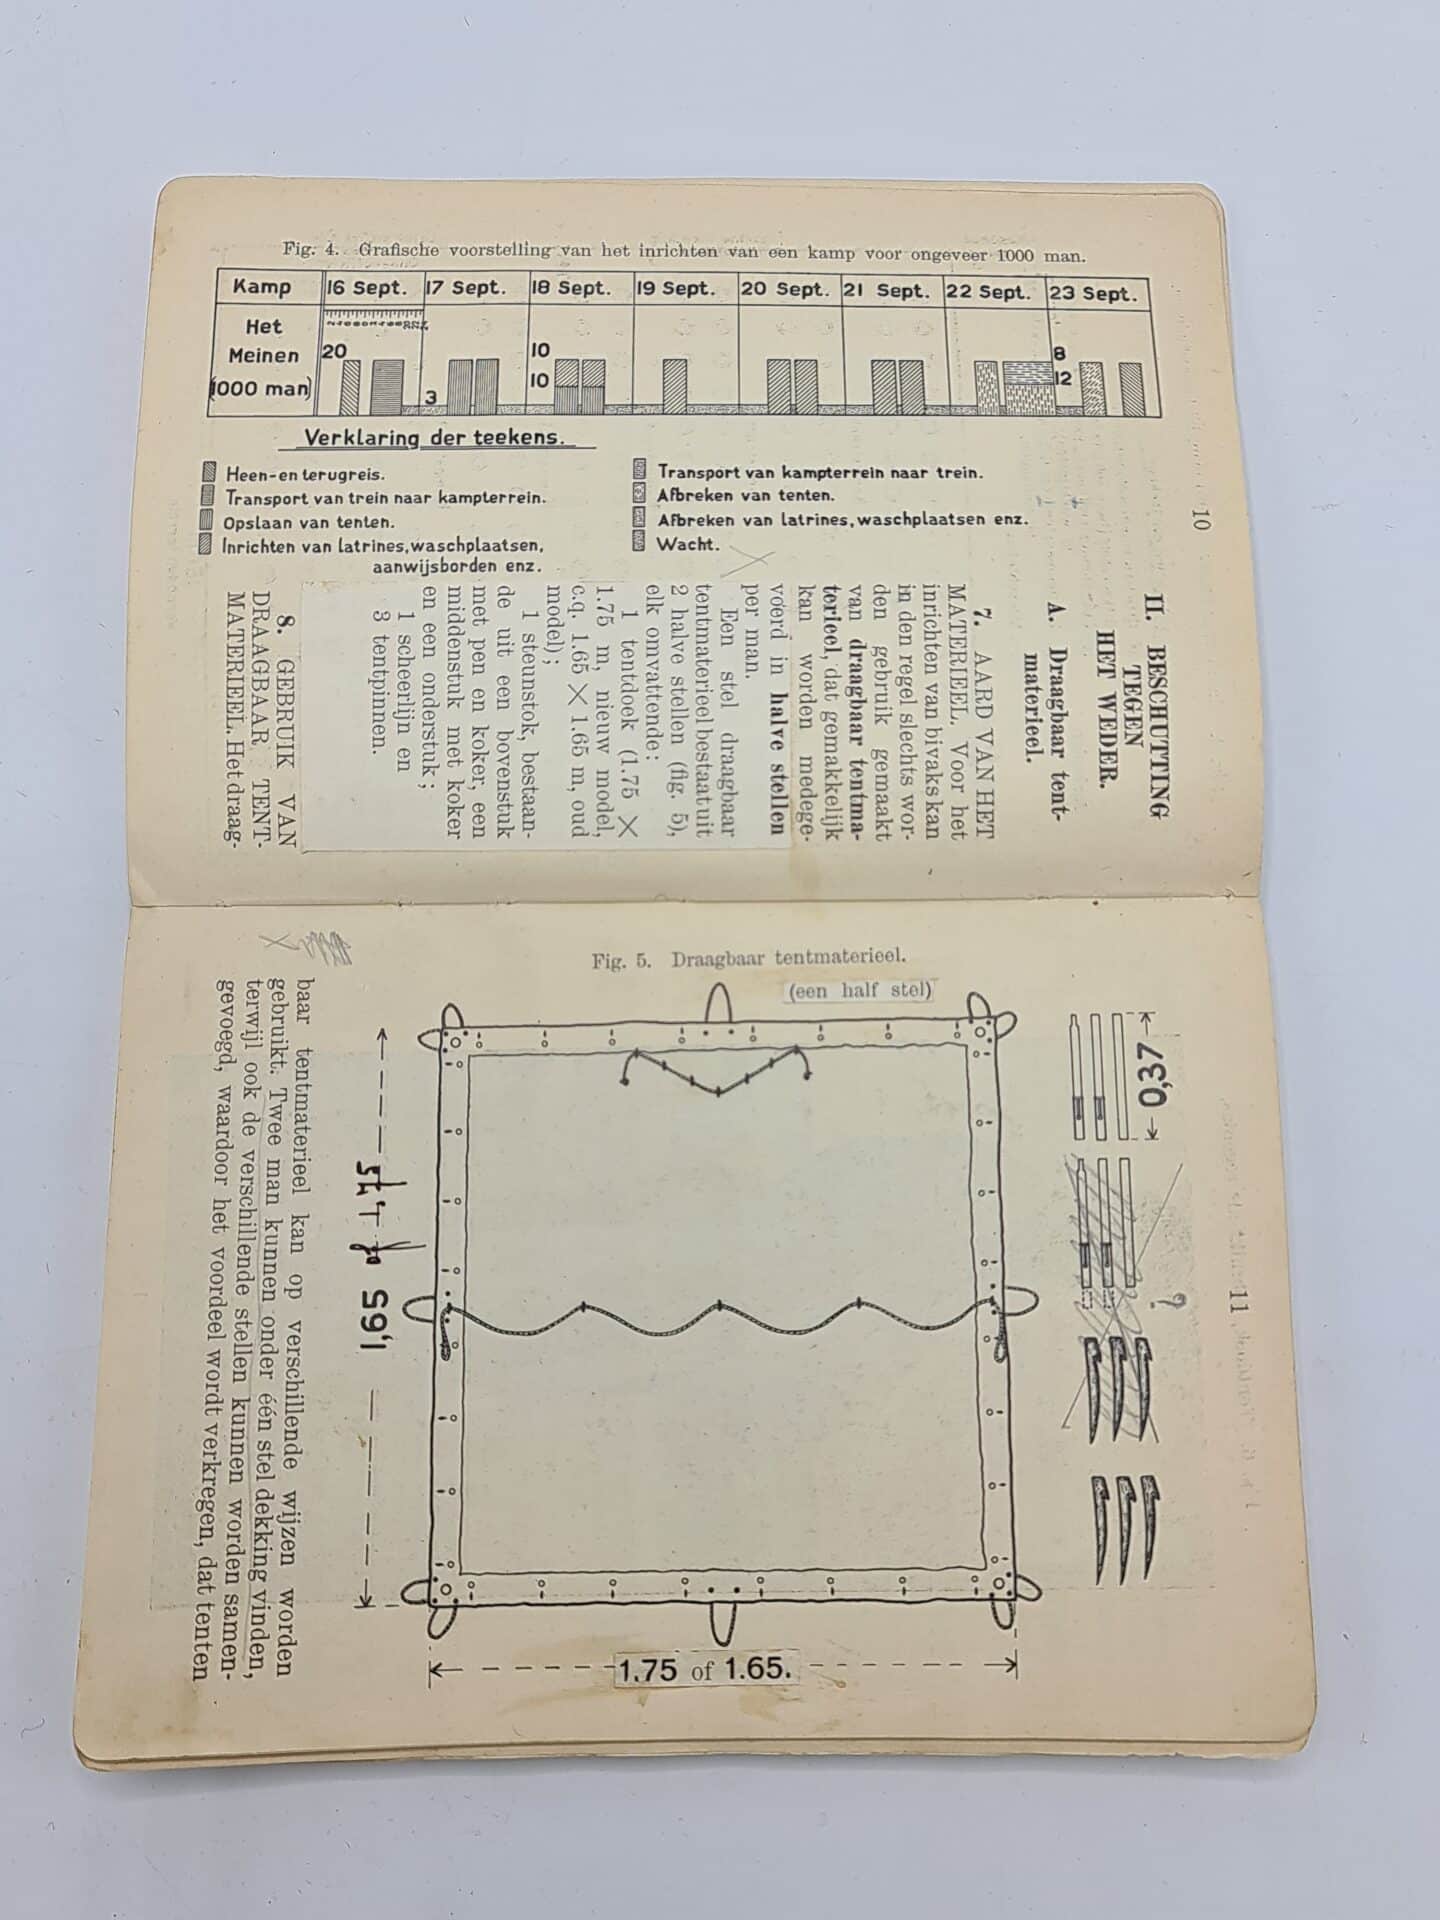 10
Fig. 4. Grafische voorstelling van het inrichten van een kamp voor ongeveer 1000 man.
Kamp 16 Sept. 17 Sept. 18 Sept. 19 Sept. 20 Sept. 21 Sept. 22 Sept. 23 Sept.
Het
Meinen
(1000 man)
20
3
10
10
8
12
Verklaring der teekens.
Heen-en terugreis.
Transport van trein naar kampterrein.
Opslaan van tenten.
Inrichten van latrines, waschplaatsen,
aanwijsborden enz.
Transport van kampterrein naar trein.
Afbreken van tenten.
Afbreken van latrines, waschplaatsen enz.
Wacht.
II. BESCHUTTING
TEGEN
HET WEDER.
A. Draagbaar tent-
materieel.
7. AARD VAN HET
MATERIEEL. Voor het
inrichten van bivaks kan
in den regel slechts wor-
den gebruik gemaakt
van draagbaar tentma-
terieel, dat gemakkelijk
kan worden medege-
voerd in halve stellen
per man.
Een stel draagbaar
tentmaterieel bestaat uit
2 halve stellen (fig. 5),
elk omvattende:
1 tentdoek (1.75 ×
1.75 m, nieuw model,
c.q. 1.65 × 1.65 m, oud
model);
1 steunstok, bestaan-
de uit een bovenstuk
met pen en koker, een
middenstuk met koker
en een onderstuk;
1 scheerlijn en
3 tentpinnen.
8. GEBRUIK VAN
DRAAGBAAR TENT-
MATERIEEL. Het draag-
11
Fig. 5. Draagbaar tentmaterieel.
(een half stel)
0,37
?
1,65 of 1,75
1.75 of 1.65.
baar tentmaterieel kan op verschillende wijzen worden
gebruikt. Twee man kunnen onder één stel dekking vinden,
terwijl ook de verschillende stellen kunnen worden samen-
gevoegd, waardoor het voordeel wordt verkregen, dat tenten